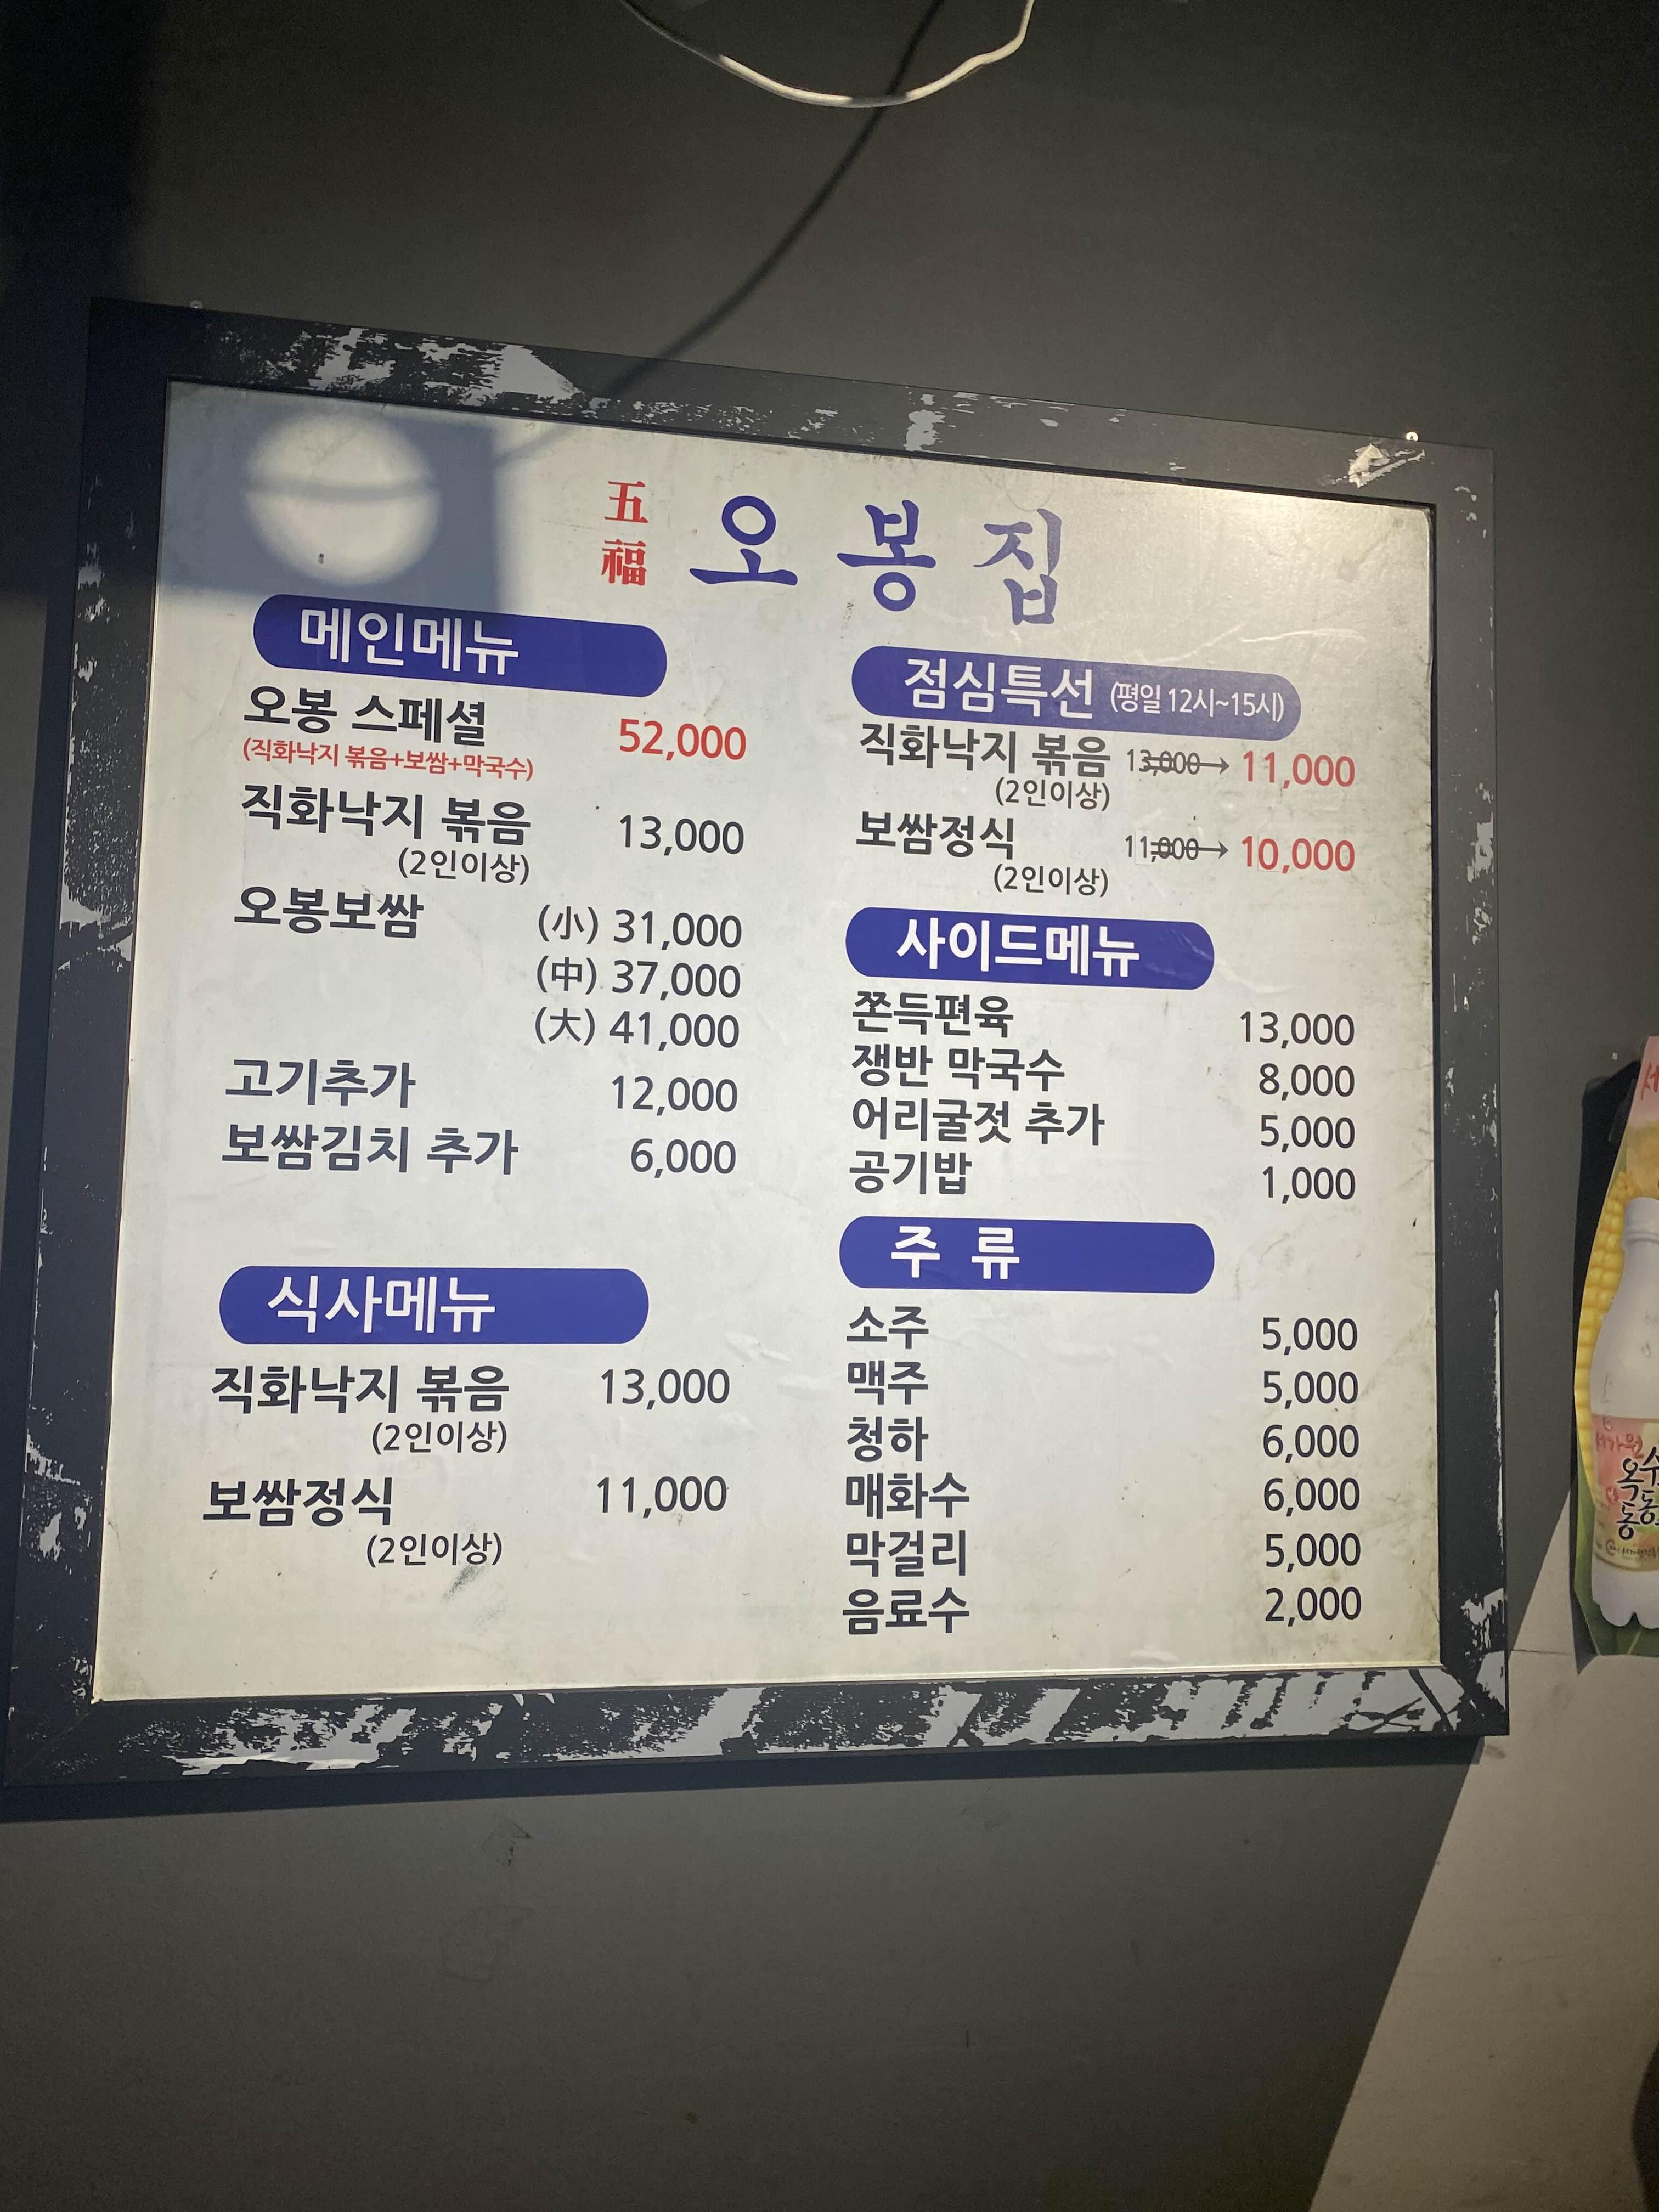 五福 오봉집
메인메뉴
오봉 스페셜 52,000
(직화낙지 볶음+보쌈+막국수)
직화낙지 볶음 13,000
(2인이상)
오봉보쌈 (小) 31,000
(中) 37,000
(大) 41,000
고기추가 12,000
보쌈김치 추가 6,000
식사메뉴
직화낙지 볶음 13,000
(2인이상)
보쌈정식 11,000
(2인이상)
점심특선 (평일 12시~15시)
직화낙지 볶음 13,000→ 11,000
(2인이상)
보쌈정식 11,000→ 10,000
(2인이상)
사이드메뉴
쫀득편육 13,000
쟁반 막국수 8,000
어리굴젓 추가 5,000
공기밥 1,000
주 류
소주 5,000
맥주 5,000
청하 6,000
매화수 6,000
막걸리 5,000
음료수 2,000